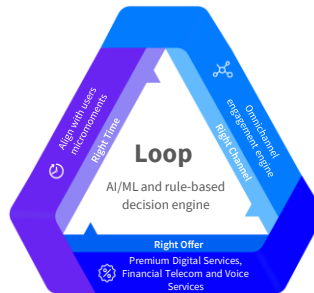 Align with users
micromoments
Right Time
Omnichannel
engagement engine
Right Channel
Loop
AI/ML and rule-based
decision engine
Right Offer
Premium Digital Services,
Financial Telecom and Voice
Services